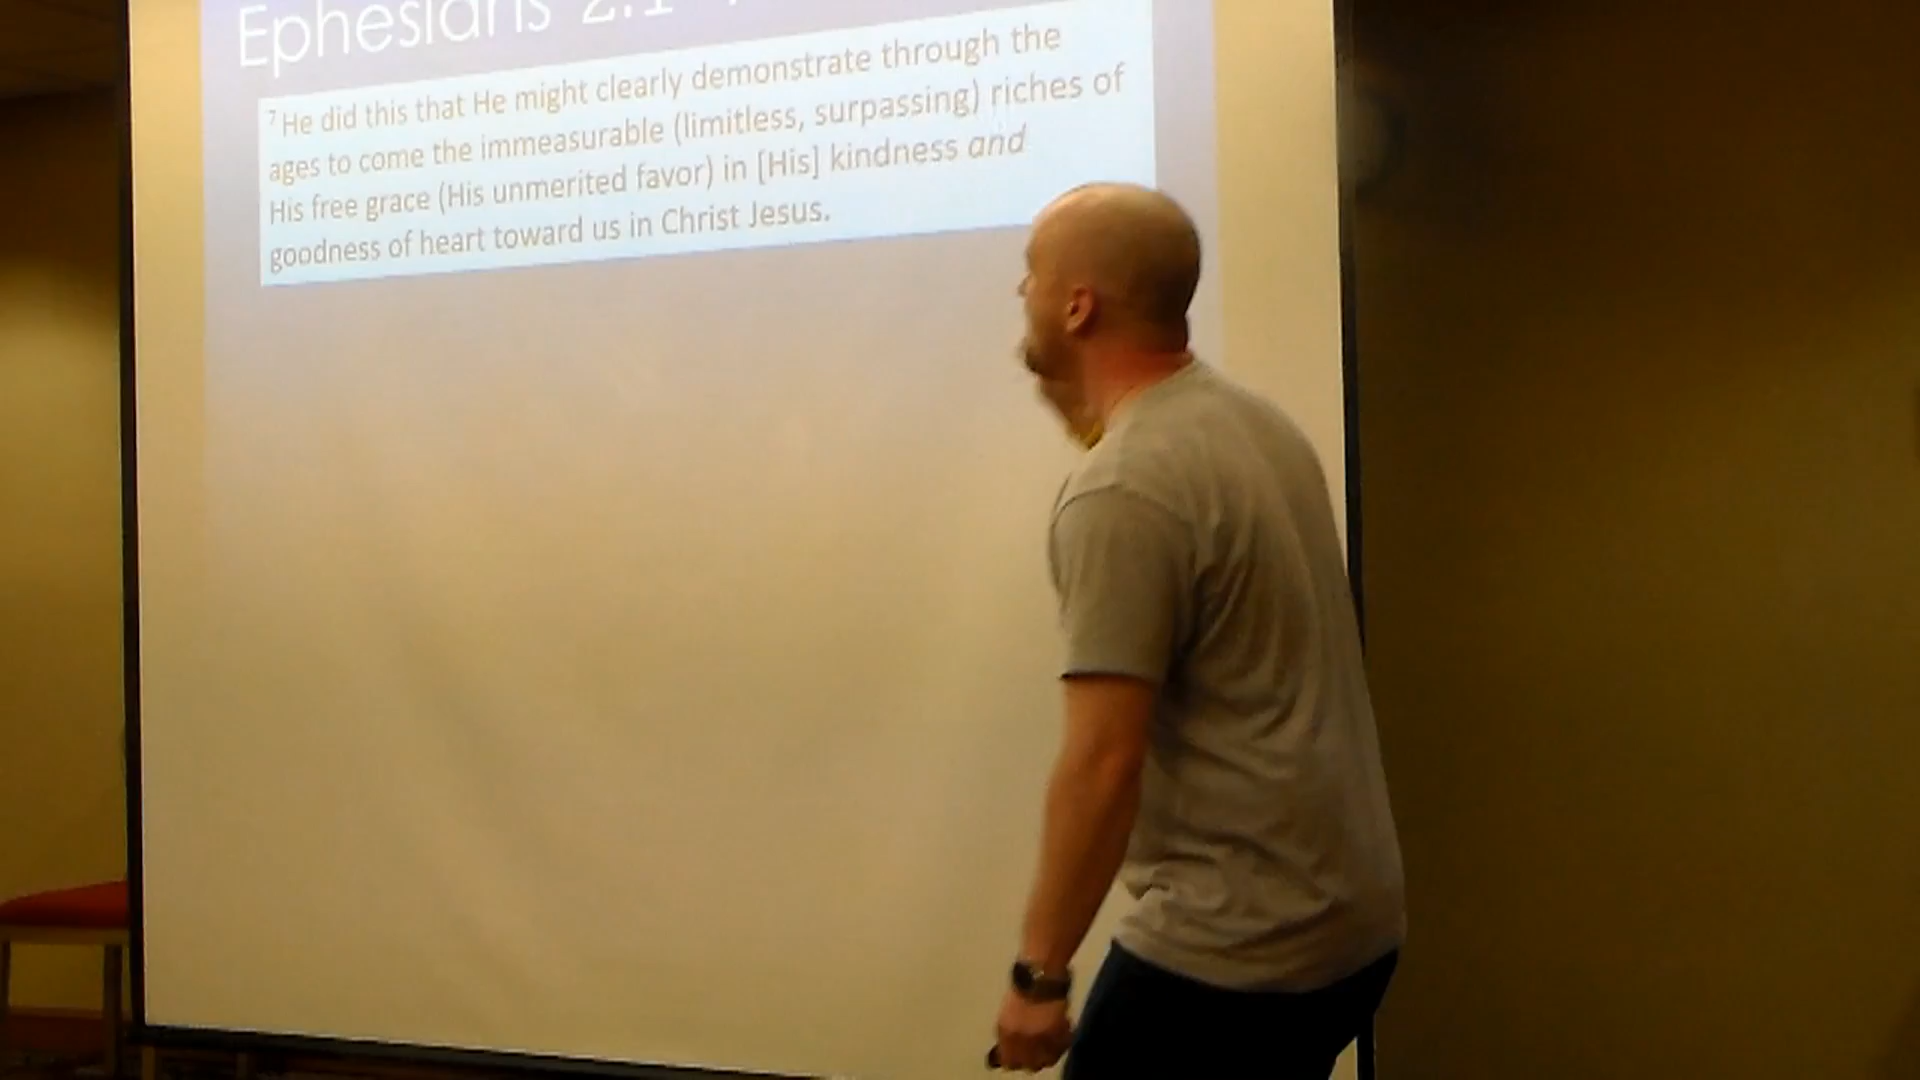 Ephesians 2:1
⁷ He did this that He might clearly demonstrate through the
ages to come the immeasurable (limitless, surpassing) riches of
His free grace (His unmerited favor) in [His] kindness and
goodness of heart toward us in Christ Jesus.